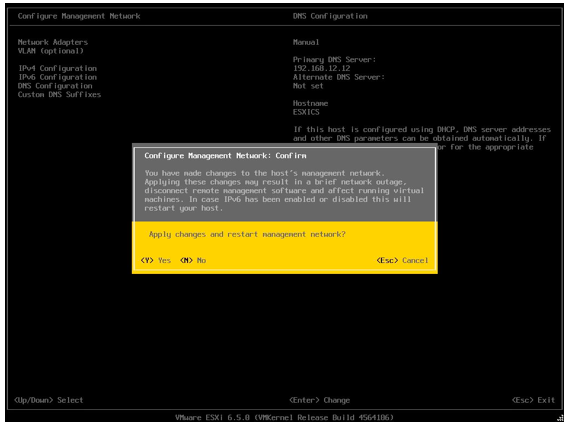 Configure Management Network
DNS Configuration
Network Adapters
VLAN (optional)
IPv4 Configuration
IPv6 Configuration
DNS Configuration
Custom DNS Suffixes
Manual
Primary DNS Server:
192.168.12.12
Alternate DNS Server:
Not set
Hostname
ESXICS
If this host is configured using DHCP, DNS server addresses
and other DNS parameters can be obtained automatically. If
or for the appropriate
Configure Management Network: Confirm
You have made changes to the host's management network.
Applying these changes may result in a brief network outage,
disconnect remote management software and affect running virtual
machines. In case IPv6 has been enabled or disabled this will
restart your host.
Apply changes and restart management network?
<Y> Yes <N> No
<Esc> Cancel
<Up/Down> Select
<Enter> Change
<Esc> Exit
VMware ESXi 6.5.0 (VMKernel Release Build 4564106)